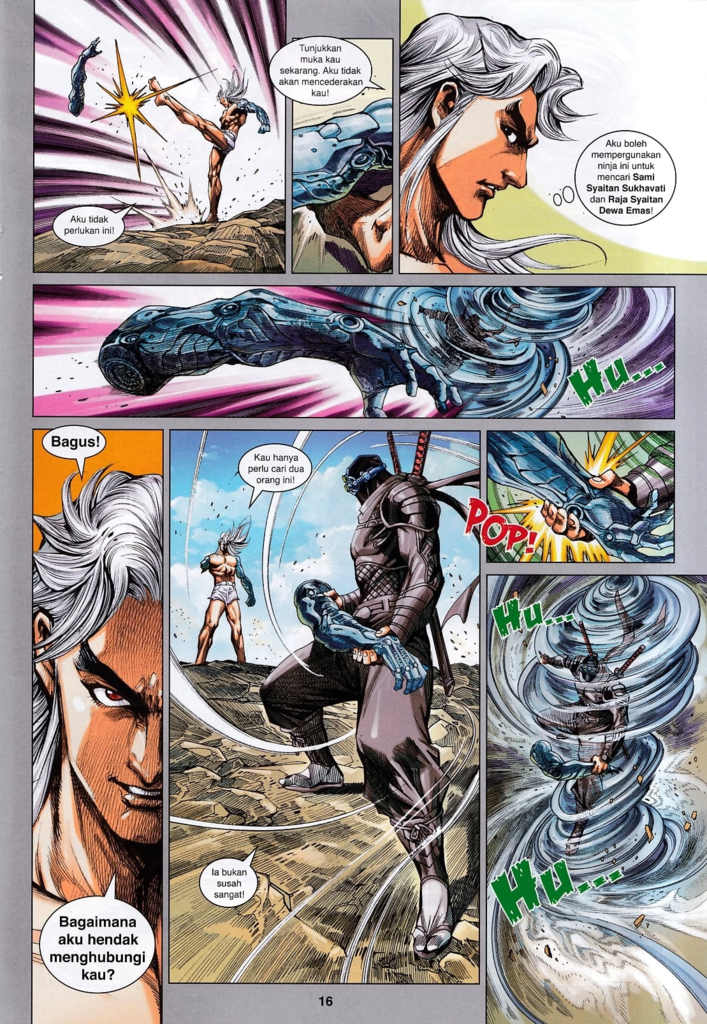 Tunjukkan
muka kau
sekarang. Aku tidak
akan mencederakan
kau!
Aku tidak
perlukan ini!
Aku boleh
mempergunakan
ninja ini untuk
mencari Sami
Syaitan Sukhavati
dan Raja Syaitan
Dewa Emas!
Hu...
Bagus!
Bagaimana
aku hendak
menghubungi
kau?
Kau hanya
perlu cari dua
orang ini!
Ia bukan
susah
sangat!
POP!
Hu...
Hu...
16